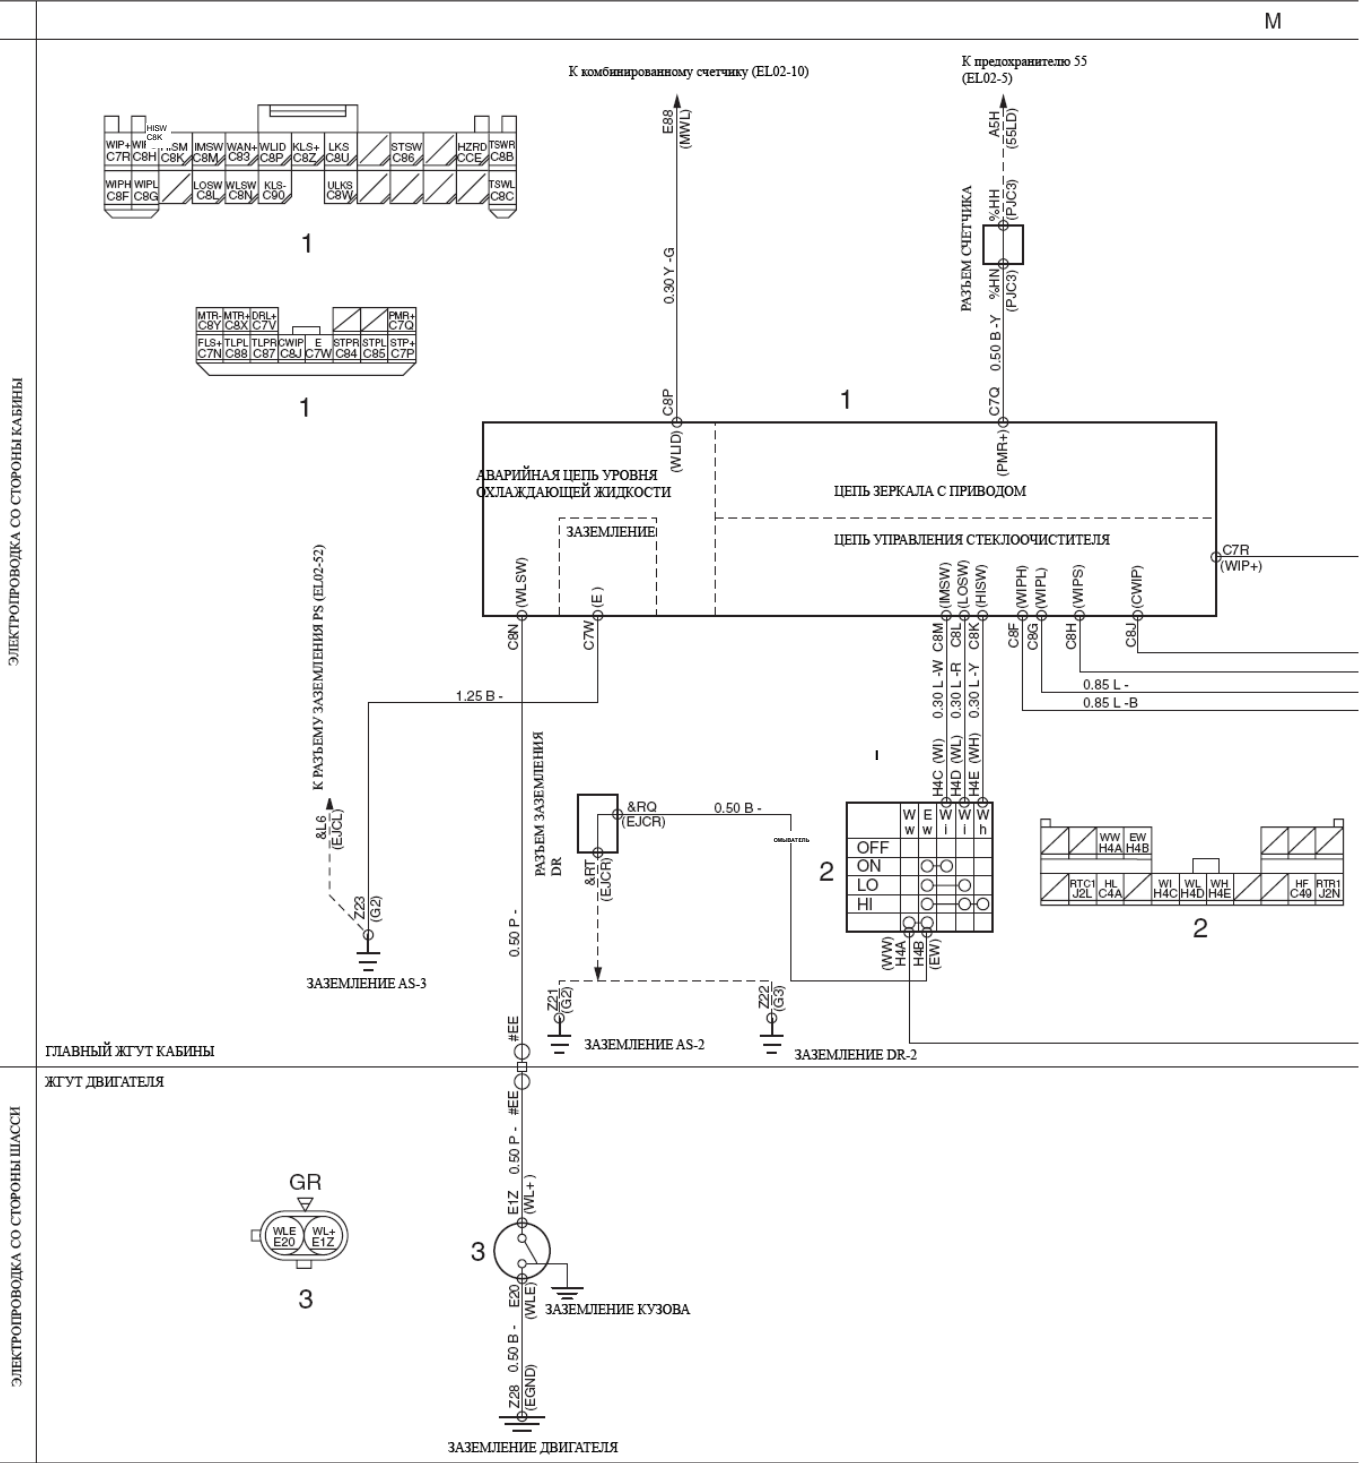 M
К комбинированному счетчику (EL02-10)
К предохранителю 55
(EL02-5)
E88
(MWL)
A5H
(55LD)
HISW
C8K
WIP+ SM IMSW WAN+ WLID KLS+ LKS STSW HZRD TSWR
C7R C8H C8K C8M C83 C8P C8Z C8U C86 CCE C8B
WIPH WIPL LOSW WLSW KLS- ULKS TSWL
C8F C8G C8L C8N C90 C8W C8C
1
MTR- MTR+ DRL+ PMR+
C8Y C8X C7V C7Q
FLS+ TLPL TLPR CWIP E STPR STPL STP+
C7N C88 C87 C8J C7W C84 C85 C7P
1
0.30 Y -G
C8P
(WLID)
РАЗЪЕМ СЧЕТЧИКА
%HH
(PJC3)
%HN
(PJC3)
0.50 B -Y
C7Q
(PMR+)
1
АВАРИЙНАЯ ЦЕПЬ УРОВНЯ
ОХЛАЖДАЮЩЕЙ ЖИДКОСТИ
ЗАЗЕМЛЕНИЕ
ЦЕПЬ ЗЕРКАЛА С ПРИВОДОМ
ЦЕПЬ УПРАВЛЕНИЯ СТЕКЛООЧИСТИТЕЛЯ
C7R
(WIP+)
(WLSW)
(E )
(IMSW)
(LOSW)
(HISW)
(WIPH)
(WIPL)
(WIPS)
(CWIP)
C8N
C7W
C8M
C8L
C8K
C8F
C8G
C8H
C8J
ЭЛЕКТРОПРОВОДКА СО СТОРОНЫ КАБИНЫ
К РАЗЪЕМУ ЗАЗЕМЛЕНИЯ PS (EL02-52)
1.25 B -
0.30 L -W
0.30 L -R
0.30 L -Y
0.85 L -
0.85 L -B
H4C (WI)
H4D (WL)
H4E (WH)
&L6
(EJCL)
Z23
(G2)
ЗАЗЕМЛЕНИЕ AS-3
РАЗЪЕМ ЗАЗЕМЛЕНИЯ
DR
&RQ
(EJCR)
0.50 B -
&RT
(EJCR)
ОМЫВАТЕЛЬ
2
W E W W W
w w i i h
OFF
ON
LO
HI
(WW)
H4A
H4B
(EW)
WW EW
H4A H4B
RTC1 HL WI WL WH HF RTR1
J2L C4A H4C H4D H4E C49 J2N
2
0.50 P -
Z21
(G2)
ЗАЗЕМЛЕНИЕ AS-2
Z22
(G3)
ЗАЗЕМЛЕНИЕ DR-2
#EE
ГЛАВНЫЙ ЖГУТ КАБИНЫ
ЖГУТ ДВИГАТЕЛЯ
ЭЛЕКТРОПРОВОДКА СО СТОРОНЫ ШАССИ
#EE
0.50 P -
E1Z
(WL+ )
GR
WLE WL+
E20 E1Z
3
3
E20
(WLE)
ЗАЗЕМЛЕНИЕ КУЗОВА
0.50 B -
Z28
(EGND)
ЗАЗЕМЛЕНИЕ ДВИГАТЕЛЯ